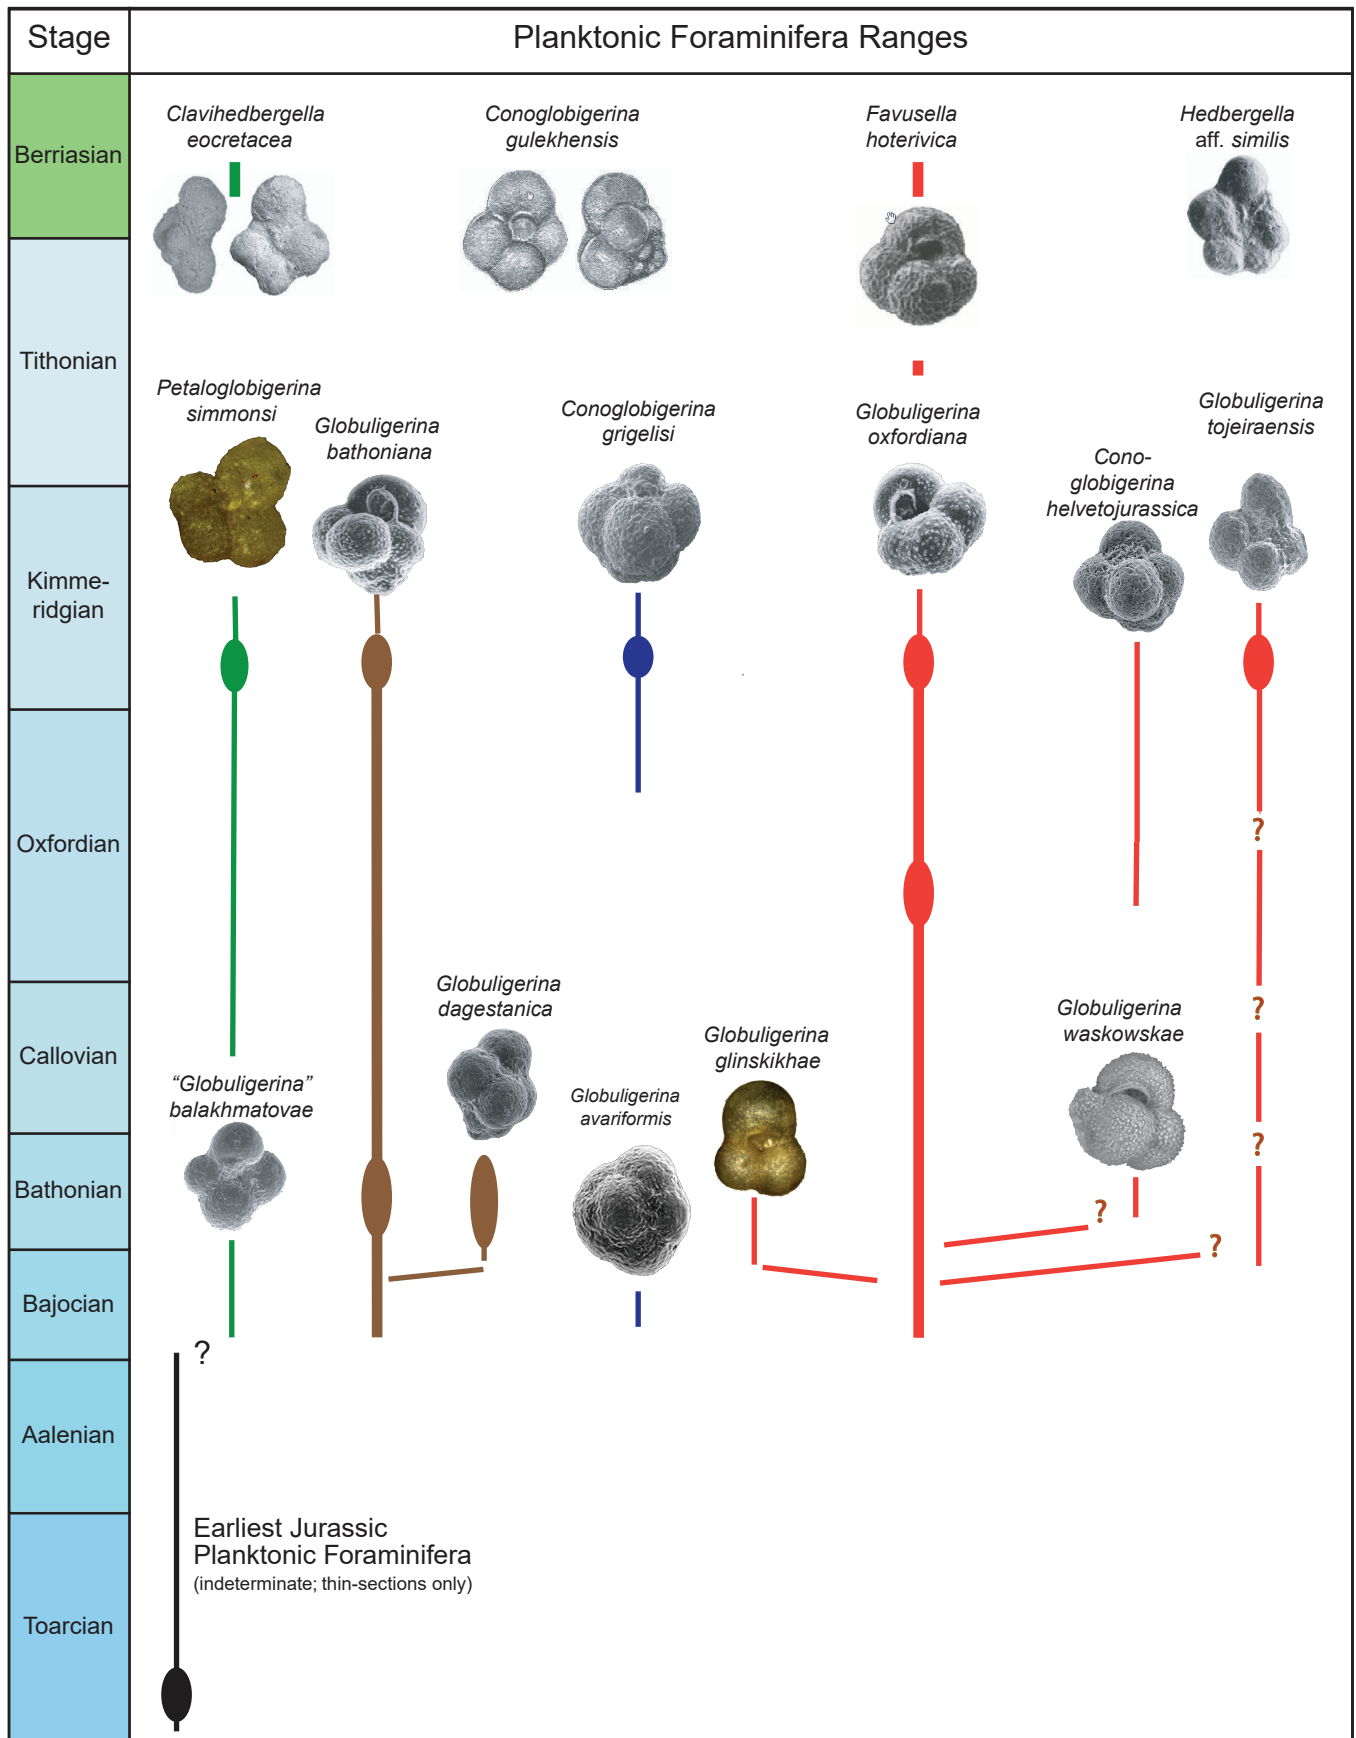 Stage
Planktonic Foraminifera Ranges
Berriasian
Clavihedbergella
eocretacea
Conoglobigerina
gulekhensis
Favusella
hoterivica
Hedbergella
aff. similis
Tithonian
Petaloglobigerina
simmonsi
Globuligerina
bathoniana
Conoglobigerina
grigelisi
Globuligerina
oxfordiana
Cono-
globigerina
helvetojurassica
Globuligerina
tojeiraensis
Kimme-
ridgian
Oxfordian
?
Callovian
Globuligerina
dagestanica
Globuligerina
glinskikhae
Globuligerina
waskowskae
?
“Globuligerina”
balakhmatovae
Globuligerina
avariformis
?
Bathonian
?
?
Bajocian
?
Aalenian
Earliest Jurassic
Planktonic Foraminifera
(indeterminate; thin-sections only)
Toarcian